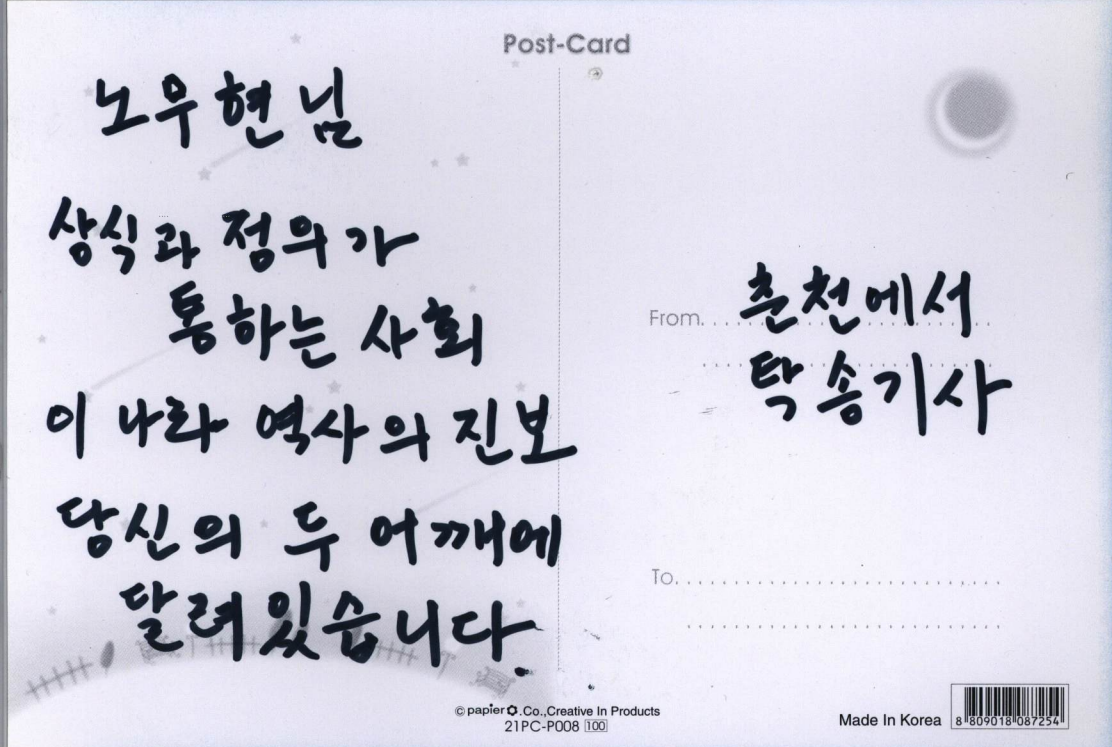 Post-Card
노우현 님
상식과 정의가
통하는 사회
이 나라 역사의 진보
당신의 두 어깨에
달려있습니다.
From.
춘천에서
탁송기사
To.
© papier .Co.,Creative In Products
21PC-P008 100
Made In Korea
8 809018 087254